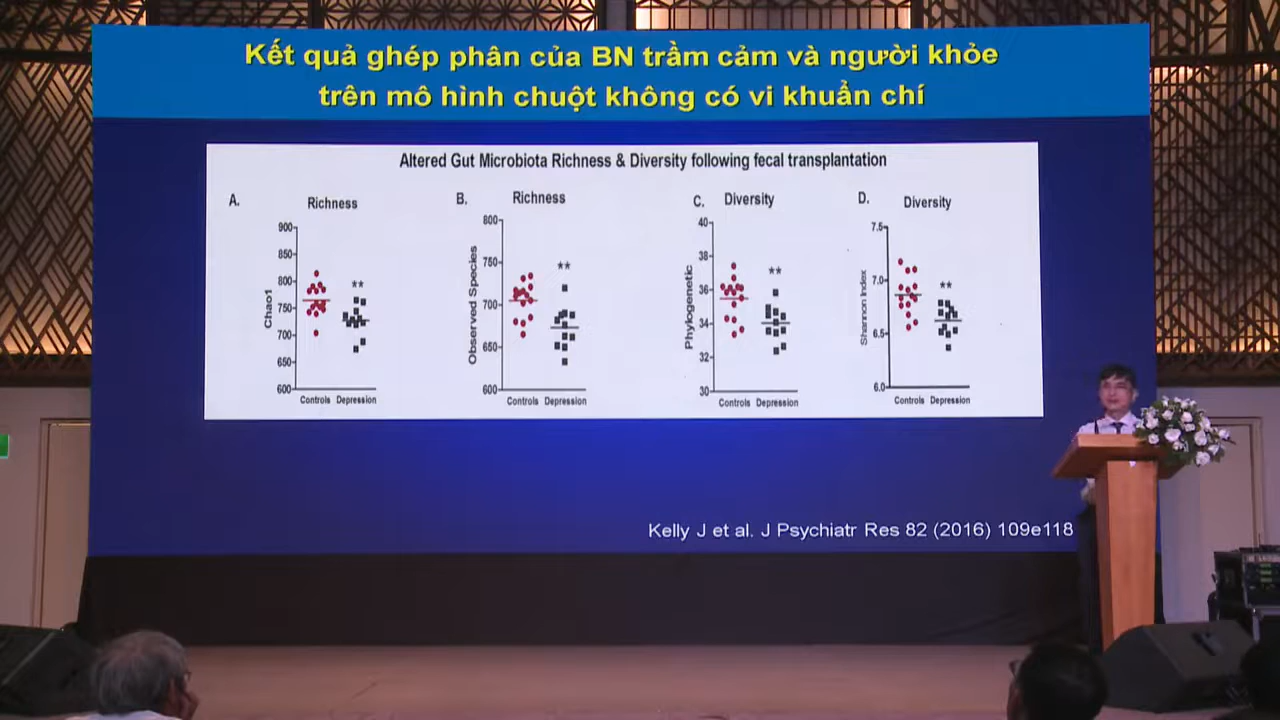 Kết quả ghép phân của BN trầm cảm và người khỏe
trên mô hình chuột không có vi khuẩn chí
Altered Gut Microbiota Richness & Diversity following fecal transplantation
A.
Richness
Chao1
900
850
800
750
700
650
600
**
Controls Depression
B.
Richness
Observed Species
800
750
700
650
600
**
Controls Depression
C.
Diversity
Phylogenetic
40
38
36
34
32
30
**
Controls Depression
D.
Diversity
Shannon Index
7.5
7.0
6.5
6.0
**
Controls Depression
Kelly J et al. J Psychiatr Res 82 (2016) 109e118